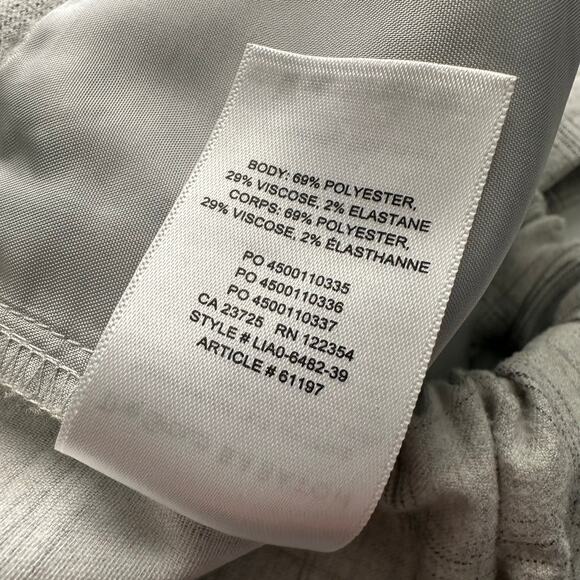 BODY: 69% POLYESTER,
29% VISCOSE, 2% ELASTANE
CORPS: 69% POLYESTER,
29% VISCOSE, 2% ÉLASTHANNE
PO 4500110335
PO 4500110336
PO 4500110337
CA 23725 RN 122354
STYLE # LIA0-6482-39
ARTICLE # 61197